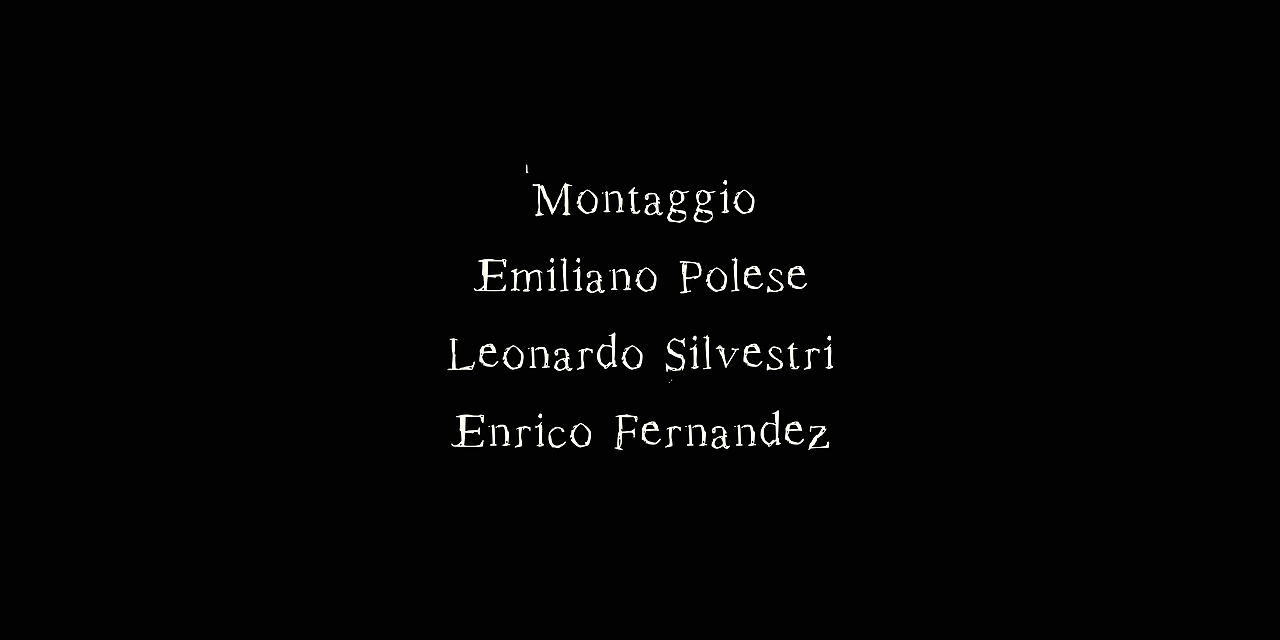 Montaggio
Emiliano Polese
Leonardo Silvestri
Enrico Fernandez